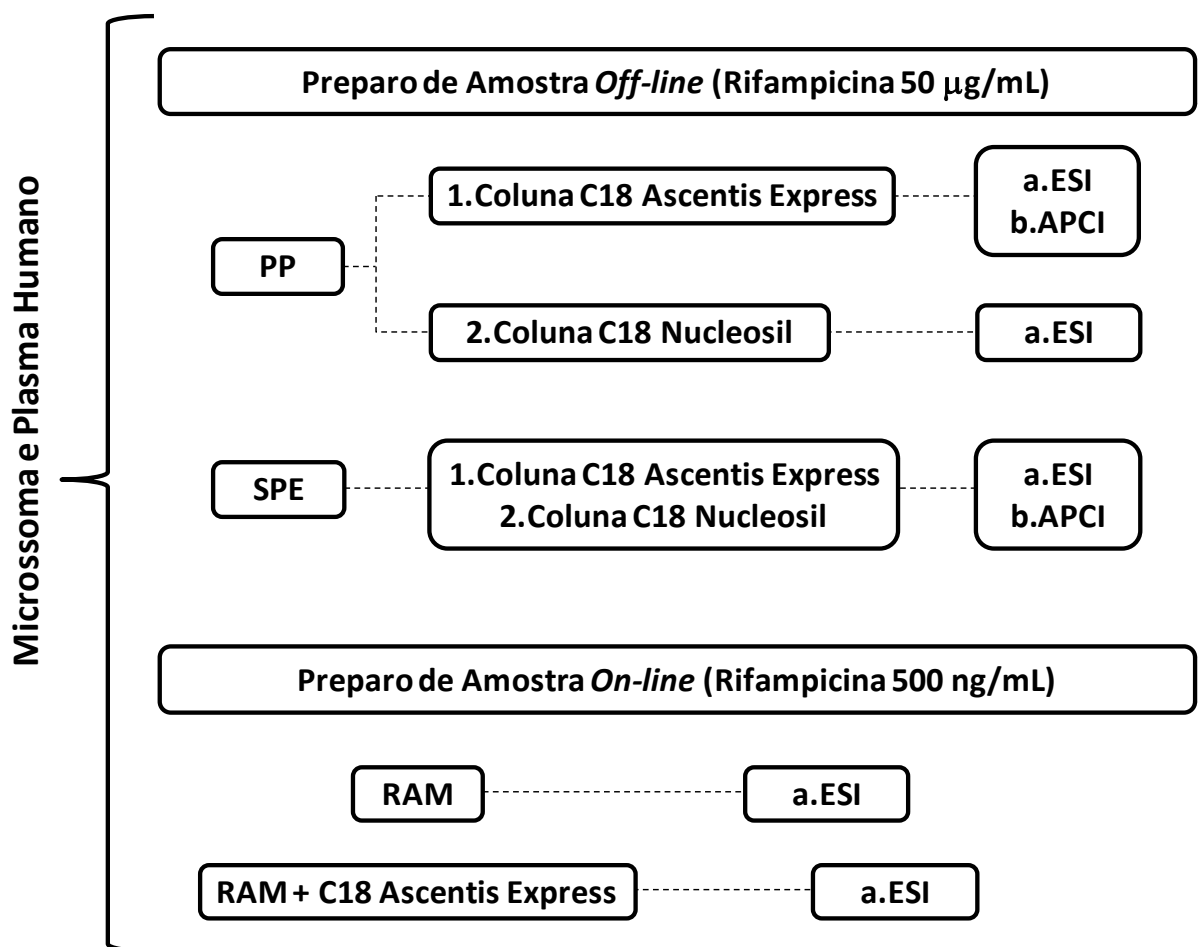 Microssoma e Plasma Humano
Preparo de Amostra Off-line (Rifampicina 50 μg/mL)
PP
1.Coluna C18 Ascentis Express
a.ESI
b.APCI
2.Coluna C18 Nucleosil
a.ESI
SPE
1.Coluna C18 Ascentis Express
2.Coluna C18 Nucleosil
a.ESI
b.APCI
Preparo de Amostra On-line (Rifampicina 500 ng/mL)
RAM
a.ESI
RAM + C18 Ascentis Express
a.ESI